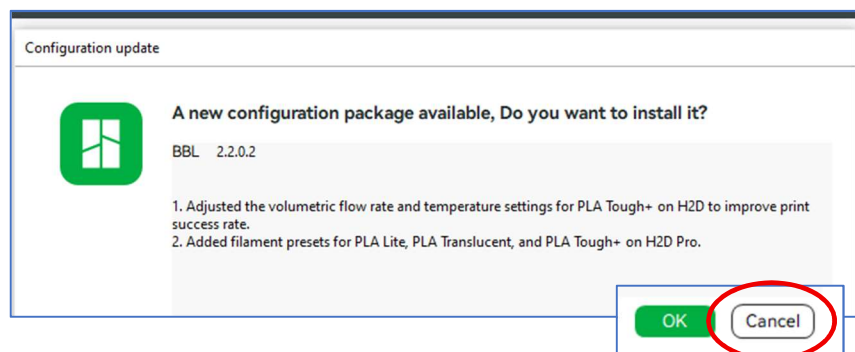 Configuration update
A new configuration package available, Do you want to install it?
BBL 2.2.0.2
1. Adjusted the volumetric flow rate and temperature settings for PLA Tough+ on H2D to improve print
success rate.
2. Added filament presets for PLA Lite, PLA Translucent, and PLA Tough+ on H2D Pro.
OK Cancel